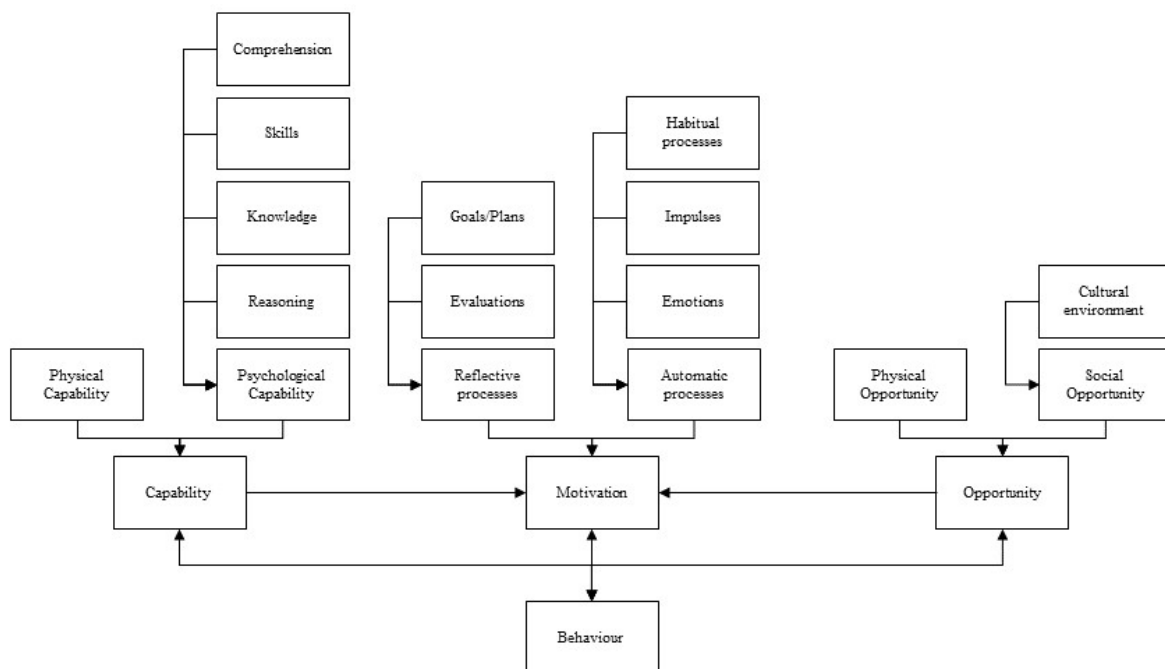 Comprehension
Skills
Habitual
processes
Knowledge
Goals/Plans
Impulses
Reasoning
Evaluations
Emotions
Cultural
environment
Physical
Capability
Psychological
Capability
Reflective
processes
Automatic
processes
Physical
Opportunity
Social
Opportunity
Capability
Motivation
Opportunity
Behaviour